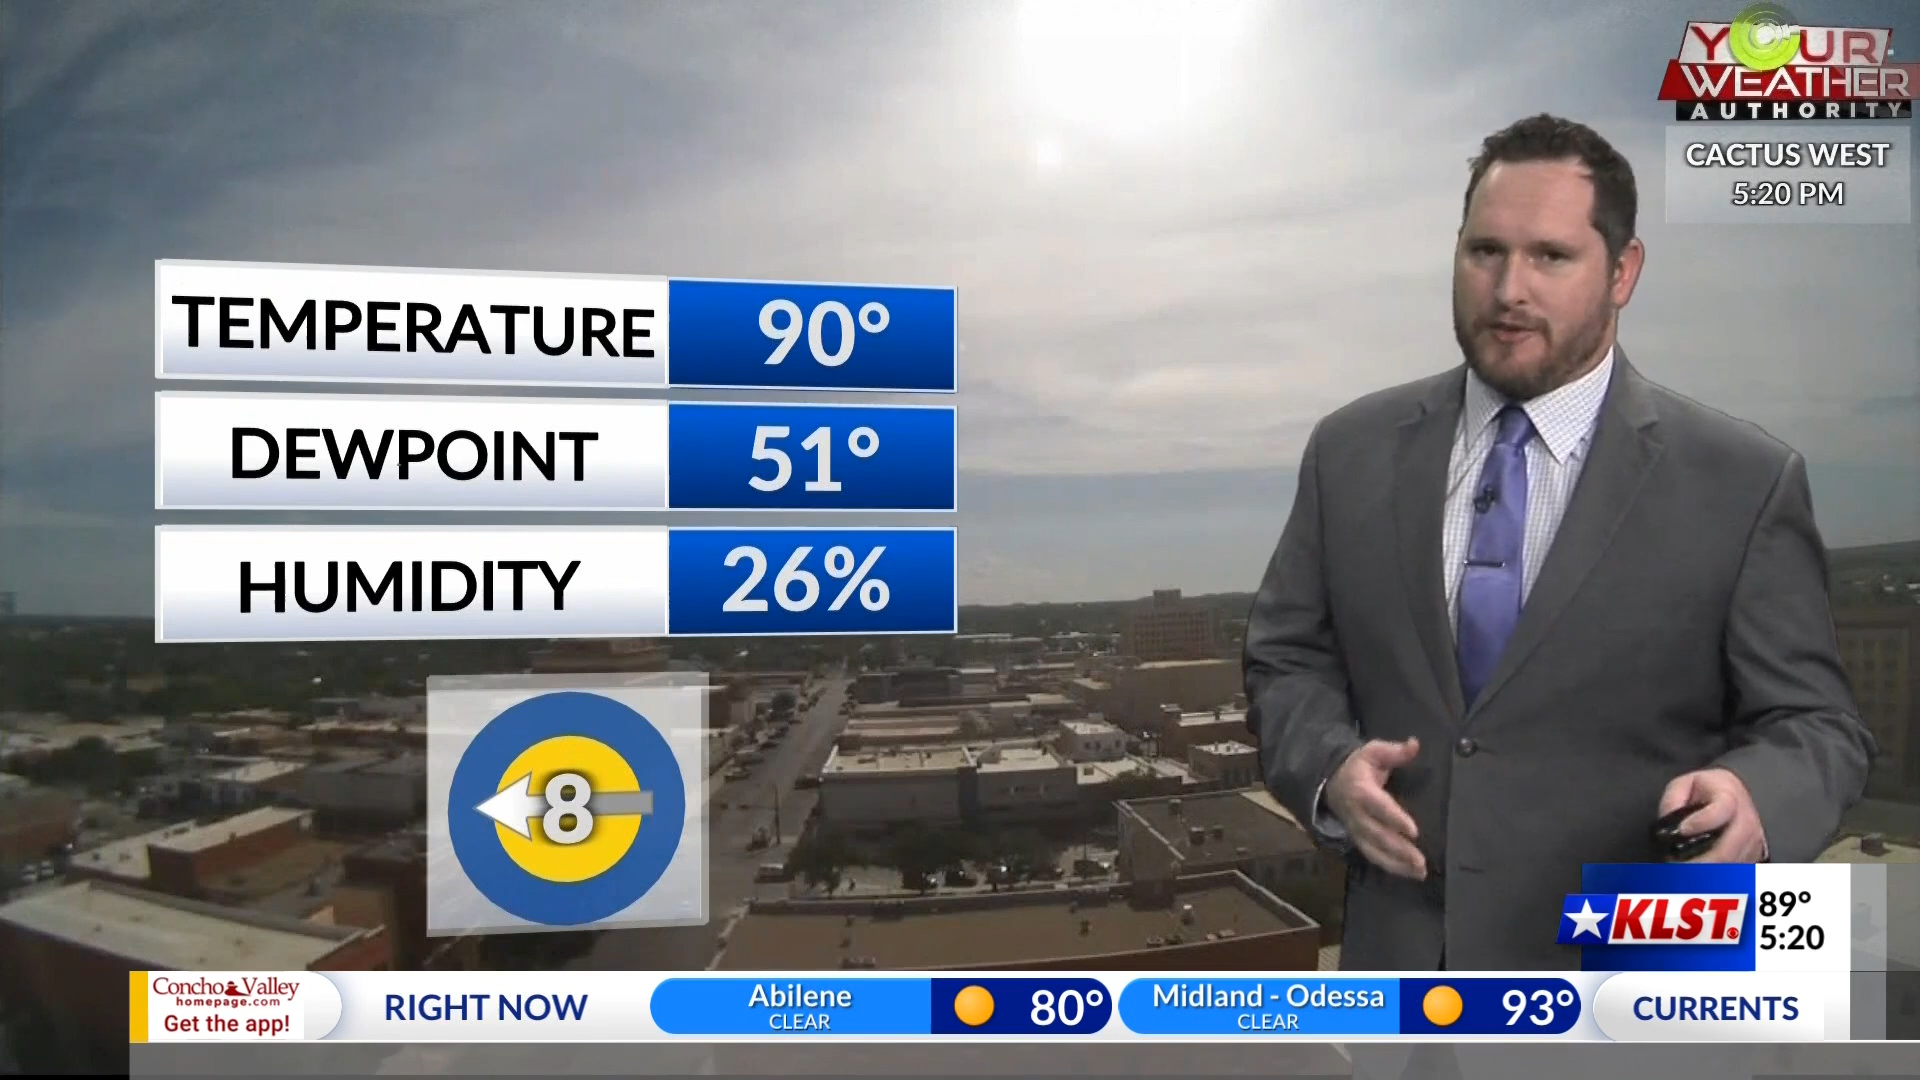 YOUR
WEATHER
AUTHORITY
CACTUS WEST
5:20 PM
TEMPERATURE 90°
DEWPOINT 51°
HUMIDITY 26%
8
KLST
89°
5:20
Concho Valley
homepage.com
Get the app!
RIGHT NOW
Abilene
CLEAR
80°
Midland - Odessa
CLEAR
93°
CURRENTS